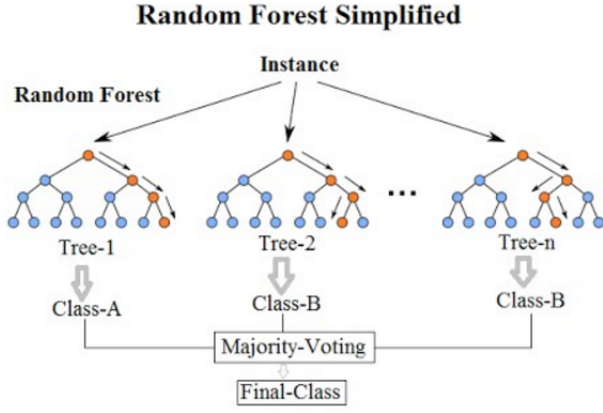 Random Forest Simplified
Instance
Random Forest
...
Tree-1 Tree-2 Tree-n
Class-A Class-B Class-B
Majority-Voting
Final-Class